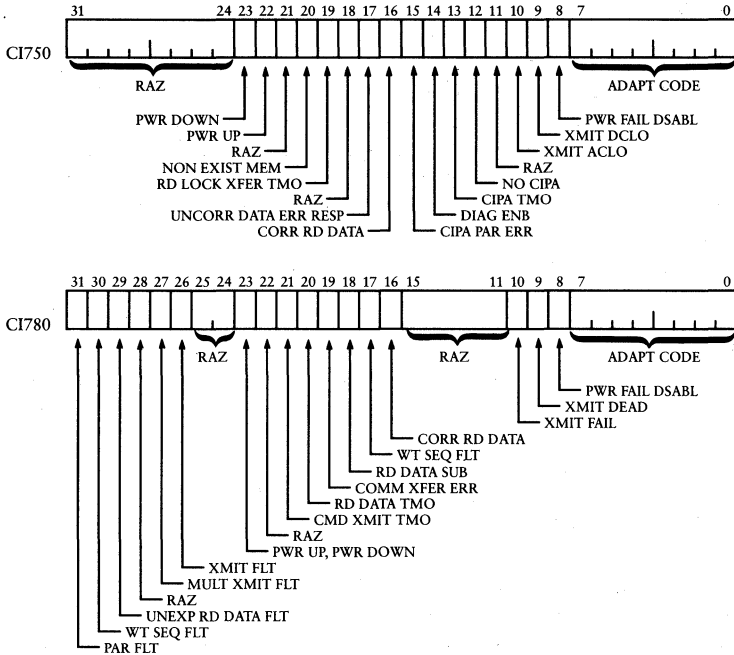 31 24 23 22 21 20 19 18 17 16 15 14 13 12 11 10 9 8 7 0
CI750
RAZ ADAPT CODE
PWR DOWN PWR FAIL DSABL
PWR UP XMIT DCLO
RAZ XMIT ACLO
NON EXIST MEM RAZ
RD LOCK XFER TMO NO CIPA
RAZ CIPA TMO
UNCORR DATA ERR RESP DIAG ENB
CORR RD DATA CIPA PAR ERR
31 30 29 28 27 26 25 24 23 22 21 20 19 18 17 16 15 11 10 9 8 7 0
CI780
RAZ RAZ ADAPT CODE
PWR FAIL DSABL
XMIT DEAD
XMIT FAIL
CORR RD DATA
WT SEQ FLT
RD DATA SUB
COMM XFER ERR
RD DATA TMO
CMD XMIT TMO
RAZ
PWR UP, PWR DOWN
XMIT FLT
MULT XMIT FLT
RAZ
UNEXP RD DATA FLT
WT SEQ FLT
PAR FLT